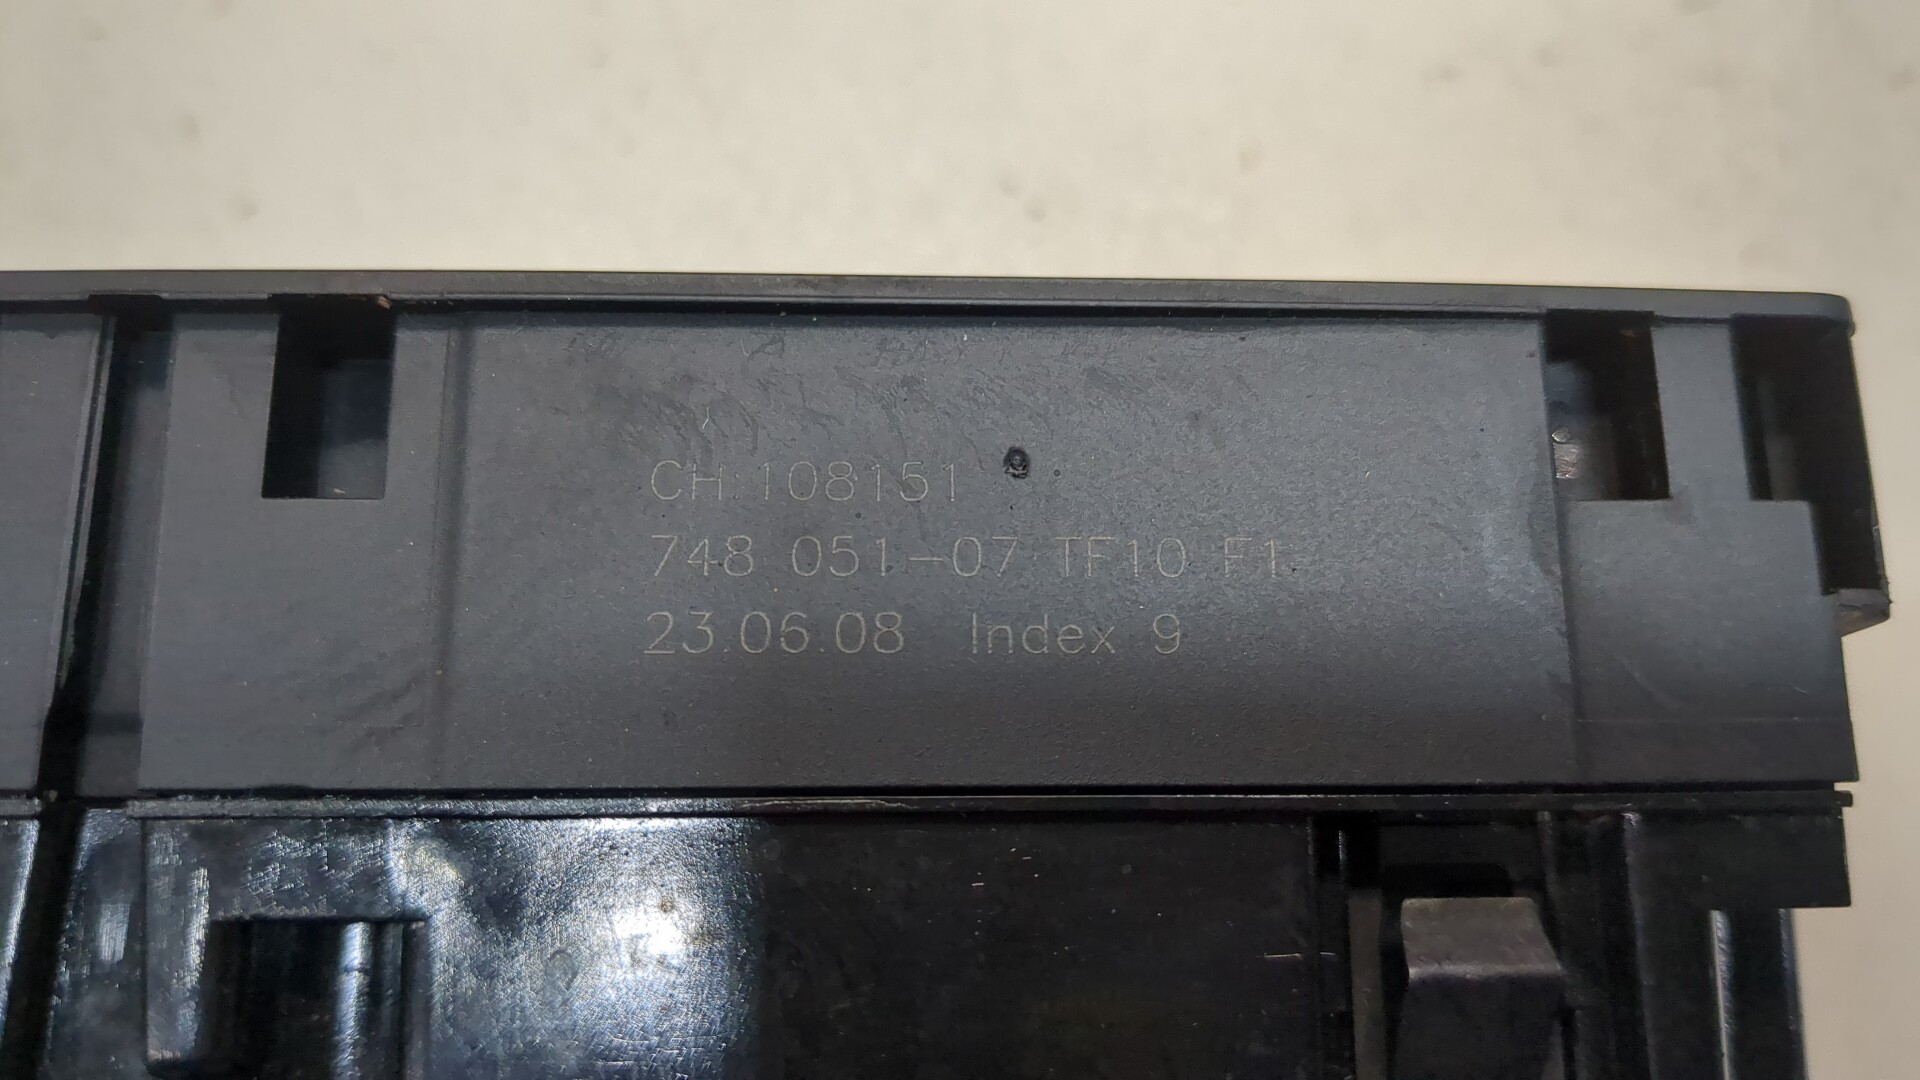 CH:108151
748 051-07 TF10 F1
23.06.08 Index 9